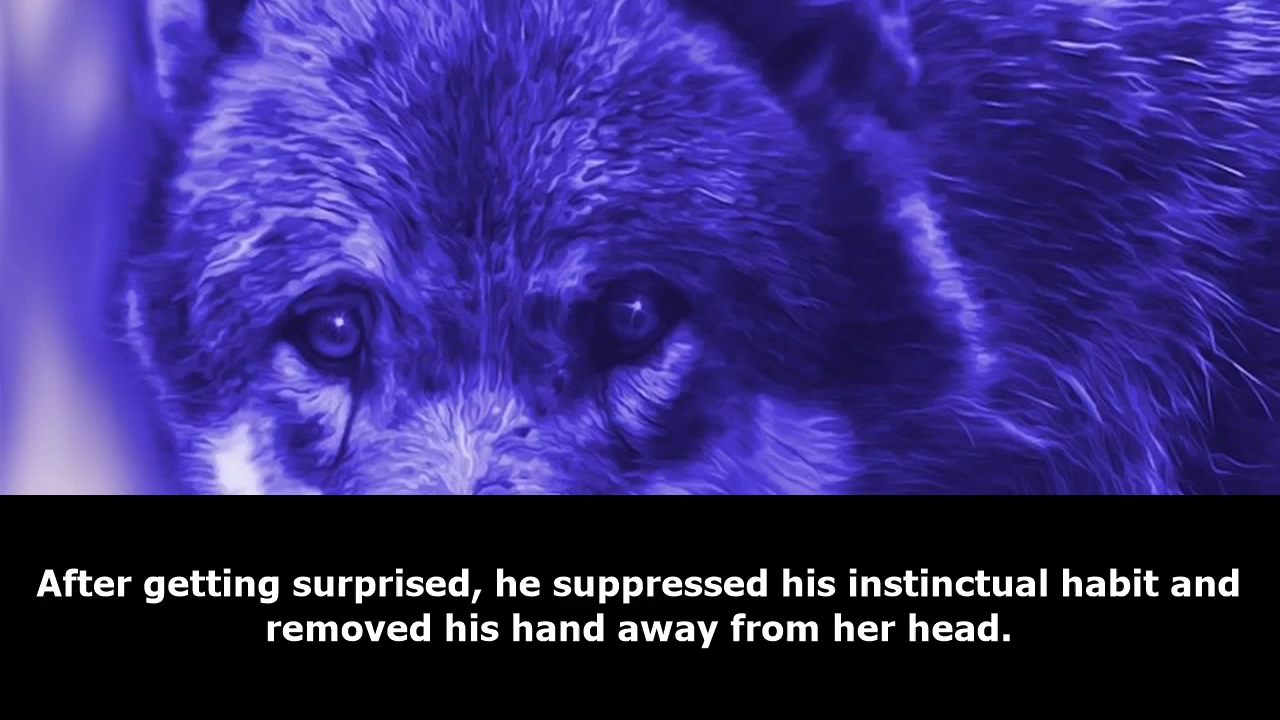 After getting surprised, he suppressed his instinctual habit and
removed his hand away from her head.